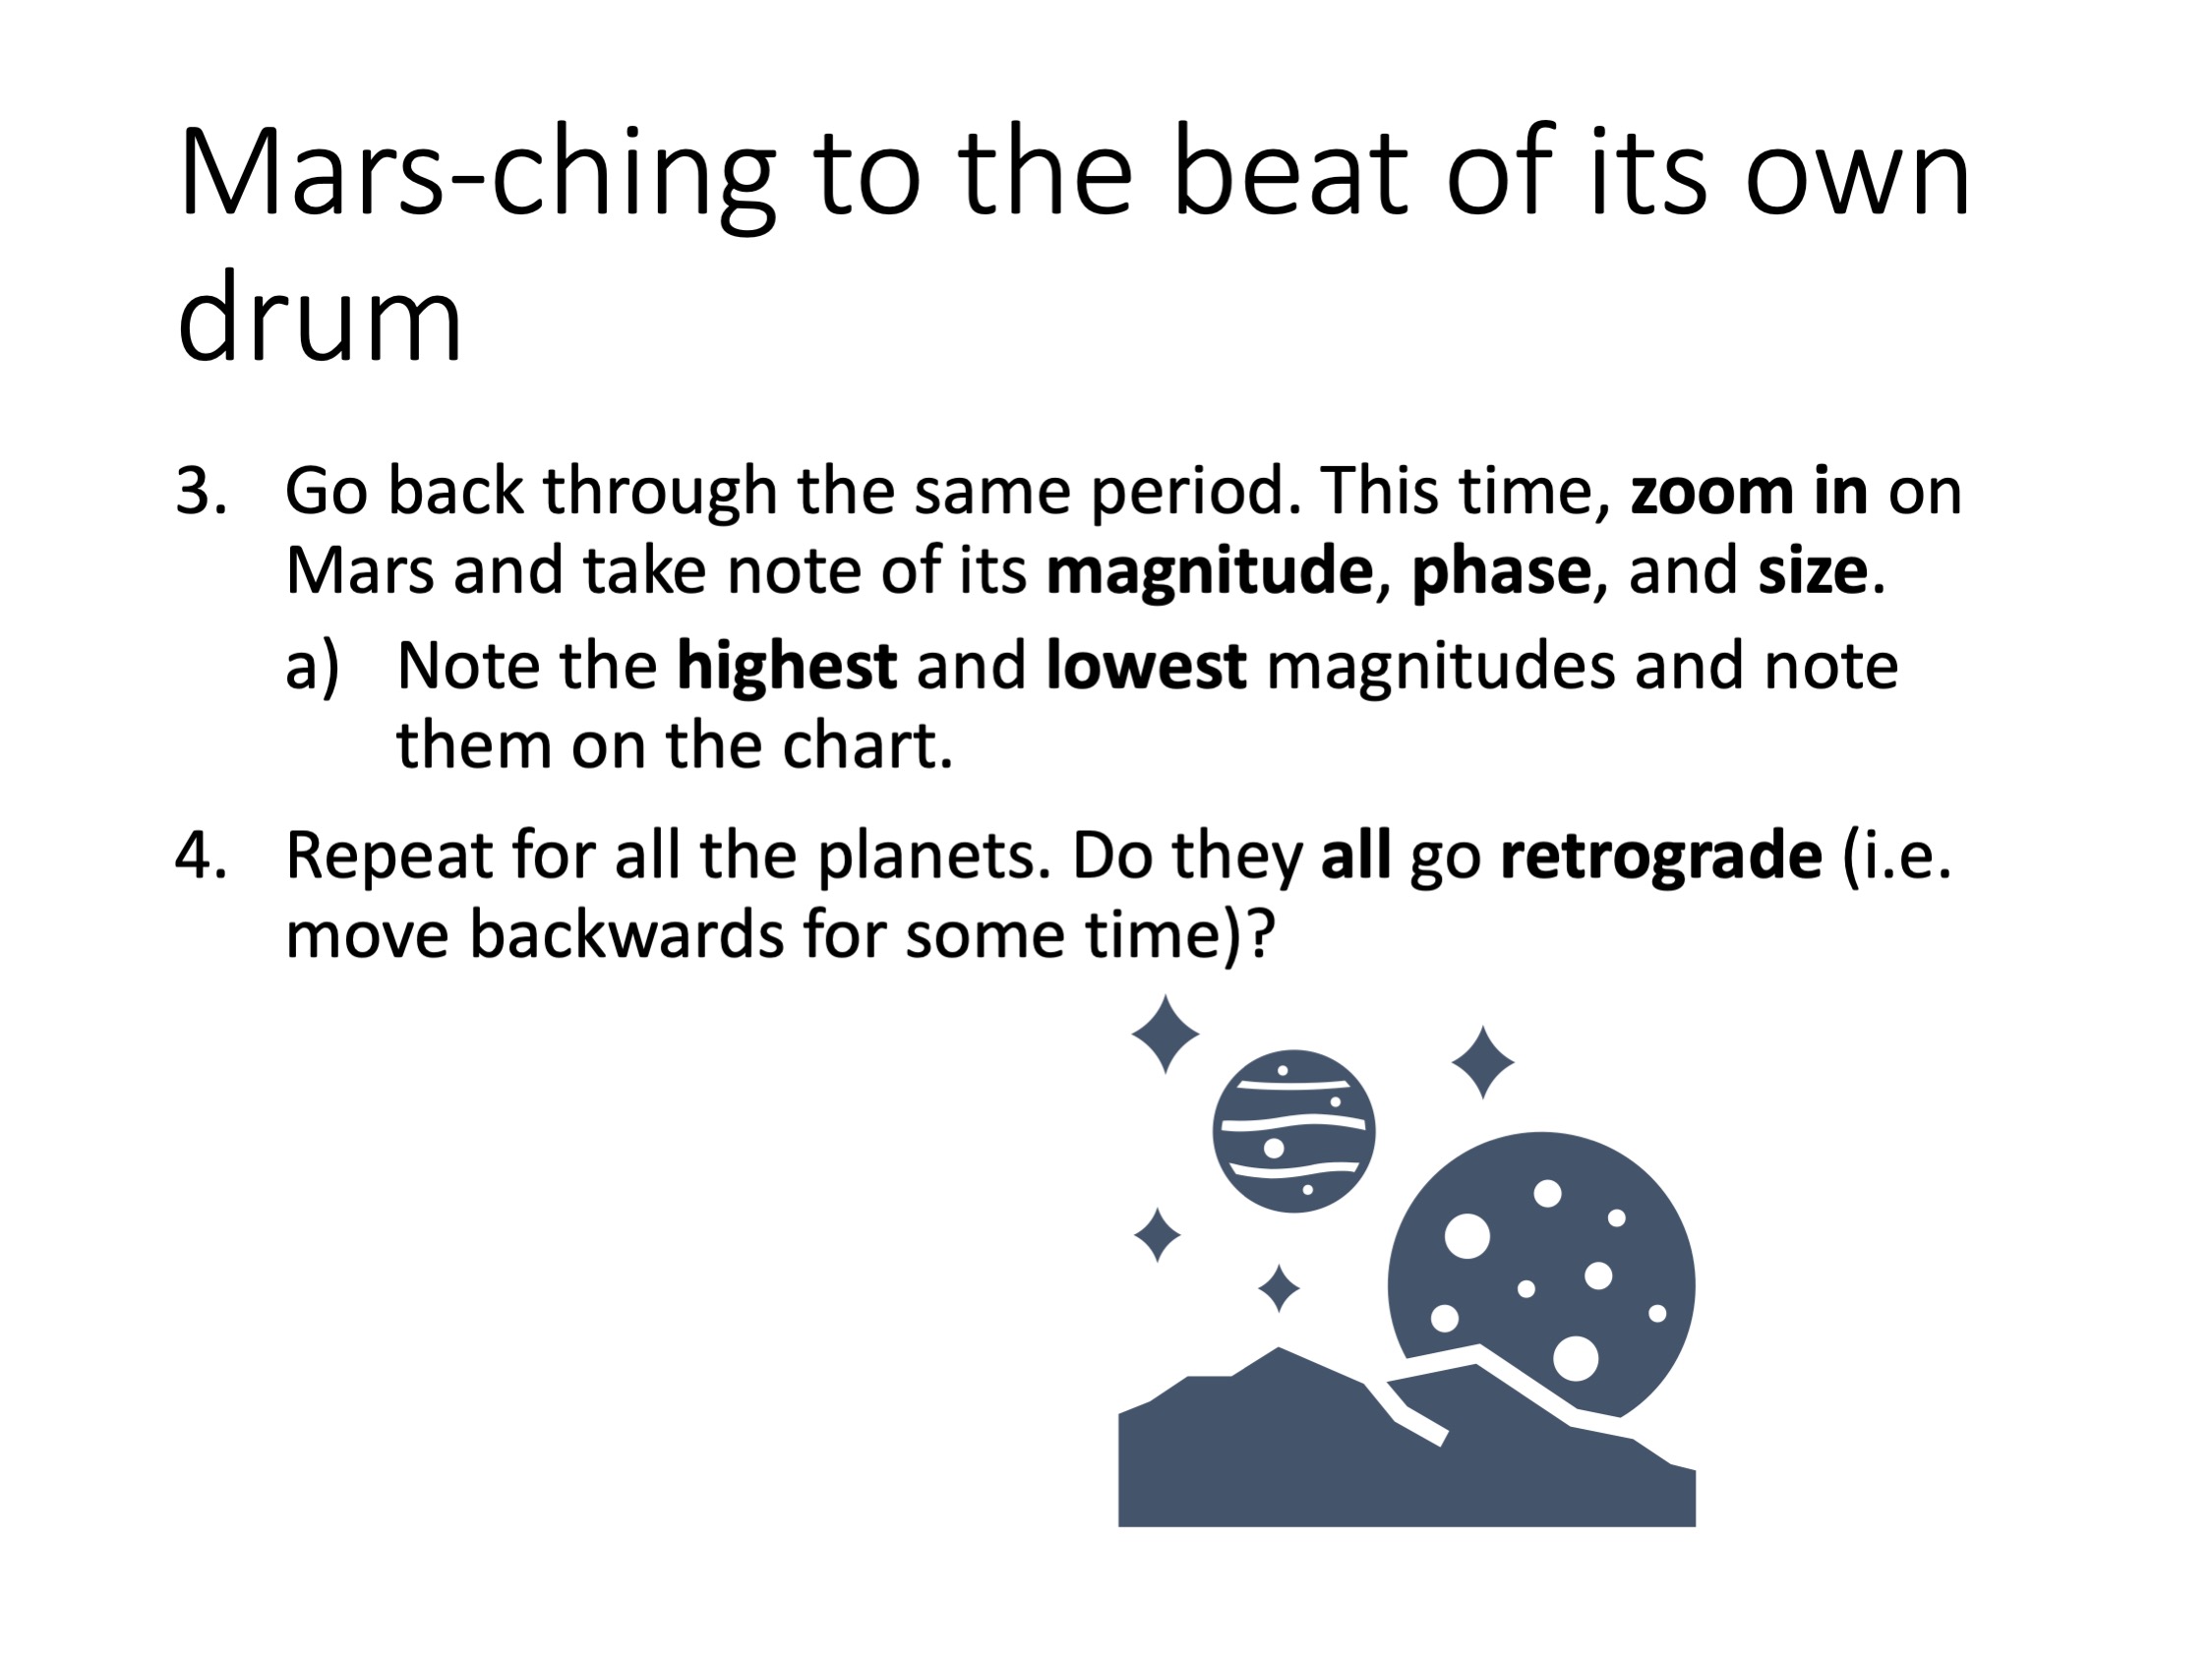 Mars-ching to the beat of its own
drum
3. Go back through the same period. This time, zoom in on
Mars and take note of its magnitude, phase, and size.
a) Note the highest and lowest magnitudes and note
them on the chart.
4. Repeat for all the planets. Do they all go retrograde (i.e.
move backwards for some time)?